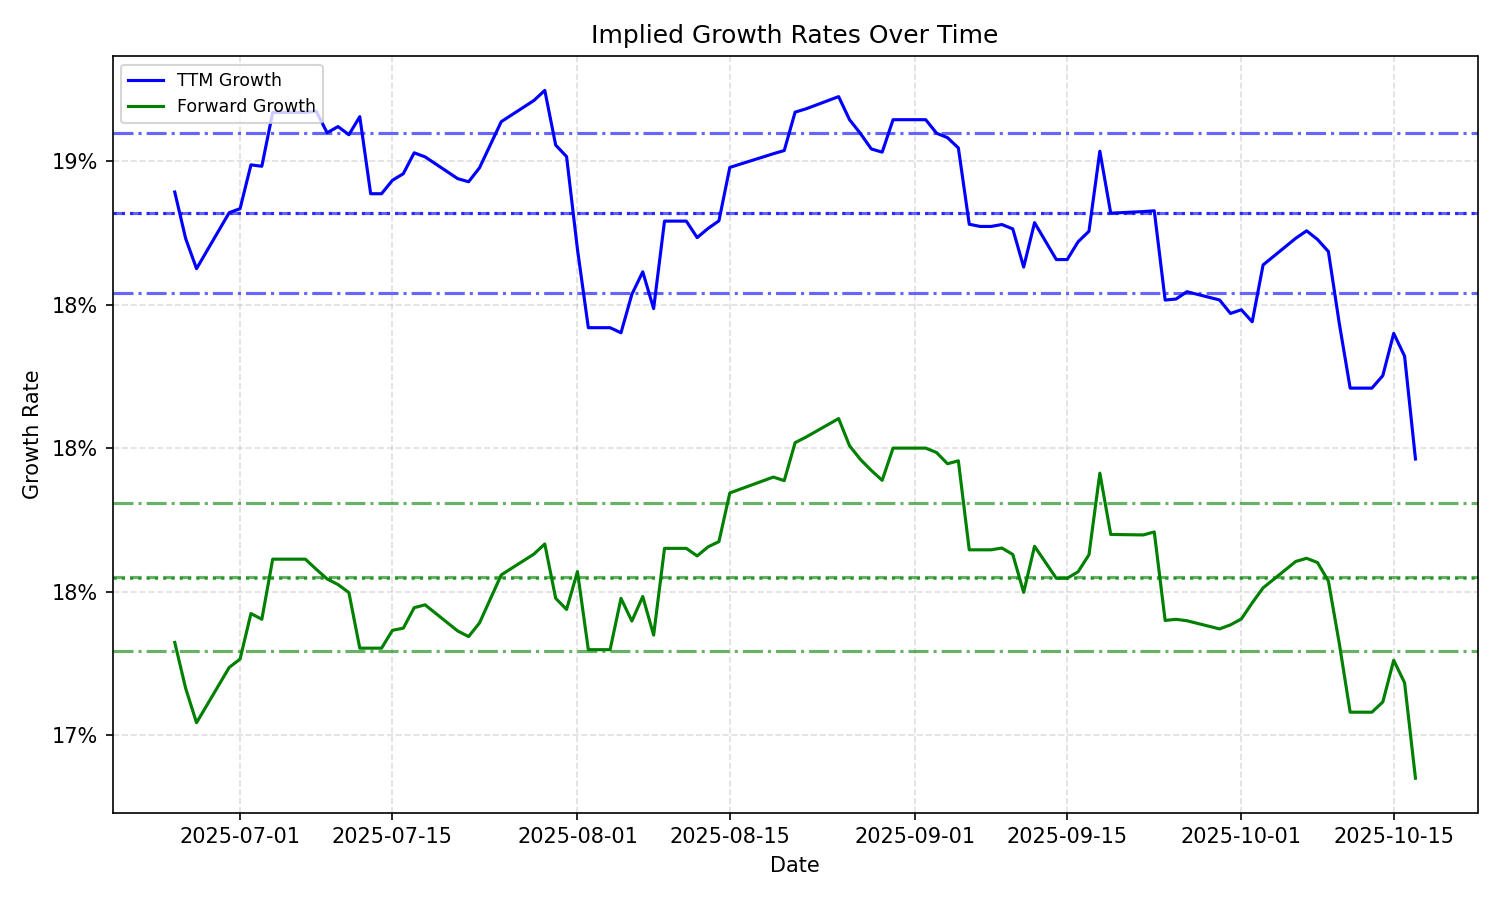 Implied Growth Rates Over Time
TTM Growth
Forward Growth
19%
18%
18%
18%
17%
Growth Rate
2025-07-01
2025-07-15
2025-08-01
2025-08-15
2025-09-01
2025-09-15
2025-10-01
2025-10-15
Date